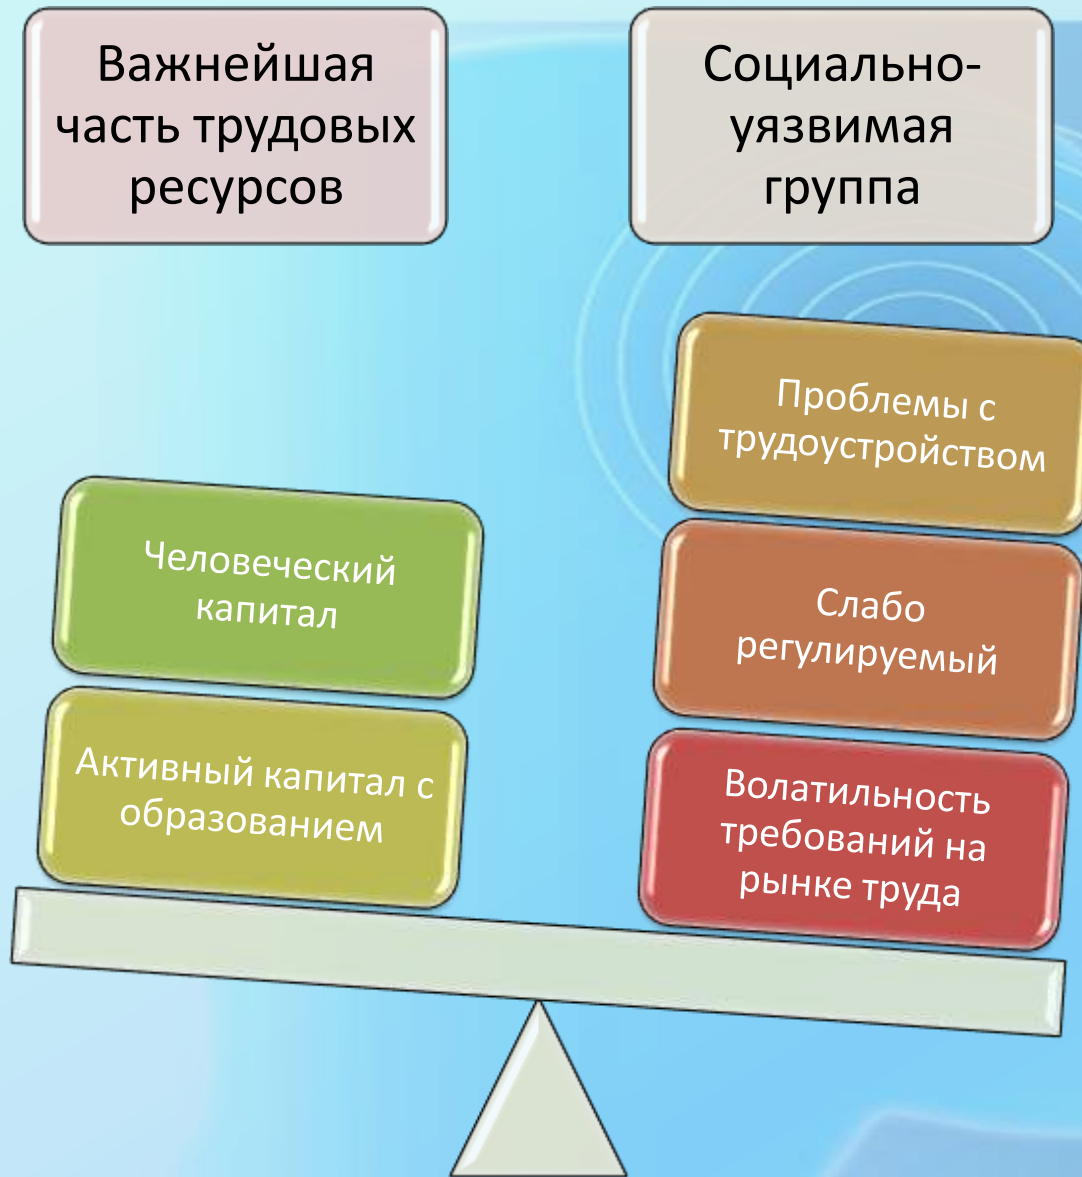 Важнейшая
часть трудовых
ресурсов
Социально-
уязвимая
группа
Человеческий
капитал
Активный капитал с
образованием
Проблемы с
трудоустройством
Слабо
регулируемый
Волатильность
требований на
рынке труда